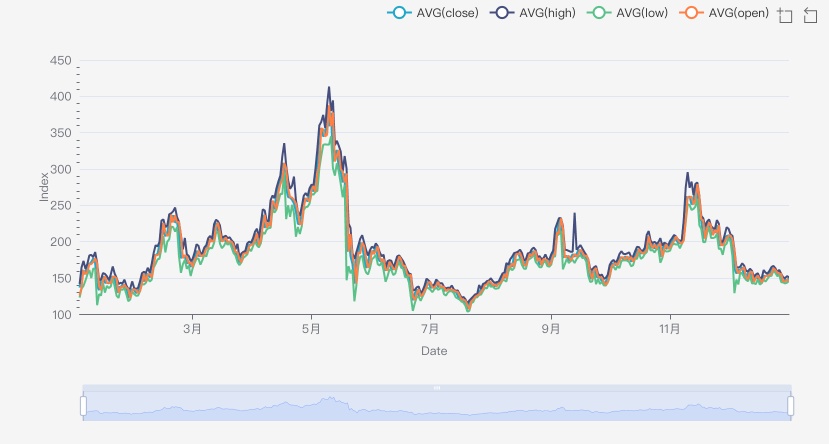 AVG(close) AVG(high) AVG(low) AVG(open)
450
400
350
300
250
200
150
100
Index
3月 5月 7月 9月 11月
Date